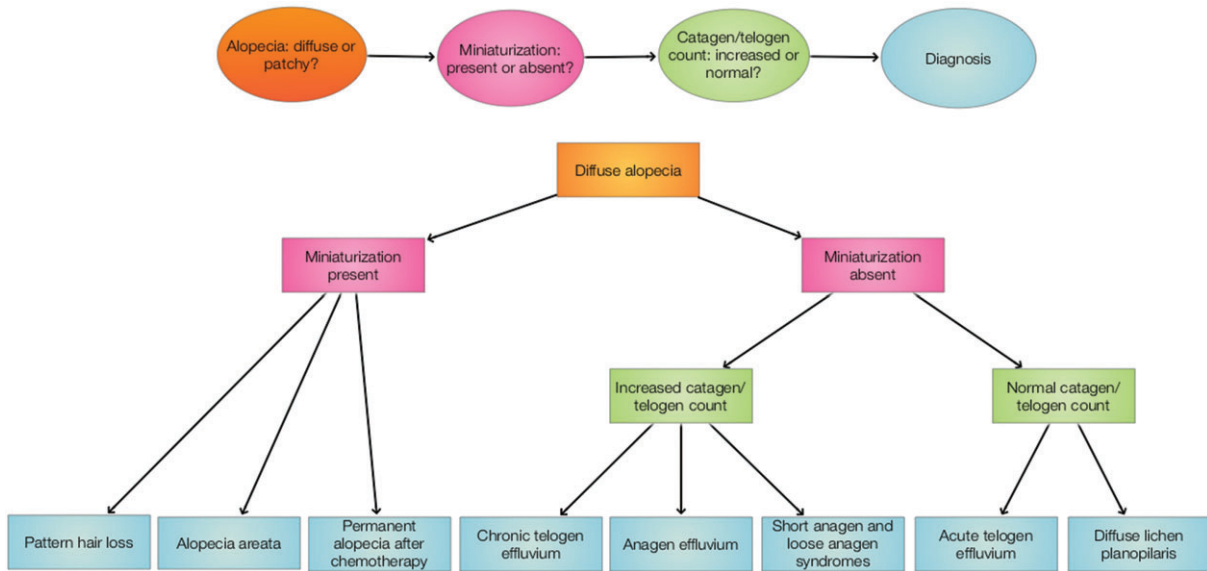 Alopecia: diffuse or
patchy?
Miniaturization:
present or absent?
Catagen/telogen
count: increased or
normal?
Diagnosis
Diffuse alopecia
Miniaturization
present
Miniaturization
absent
Increased catagen/
telogen count
Normal catagen/
telogen count
Pattern hair loss
Alopecia areata
Permanent
alopecia after
chemotherapy
Chronic telogen
effluvium
Anagen effluvium
Short anagen and
loose anagen
syndromes
Acute telogen
effluvium
Diffuse lichen
planopilaris